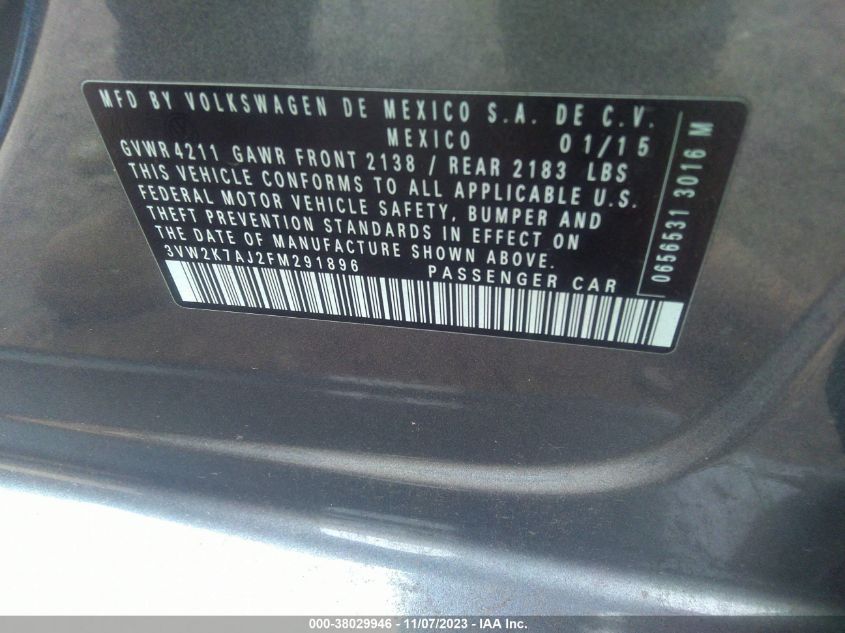 MFD BY VOLKSWAGEN DE MEXICO S.A. DE C.V.
MEXICO 01/15
GVWR 4211 GAWR FRONT 2138 / REAR 2183 LBS
THIS VEHICLE CONFORMS TO ALL APPLICABLE U.S.
FEDERAL MOTOR VEHICLE SAFETY, BUMPER AND
THEFT PREVENTION STANDARDS IN EFFECT ON
THE DATE OF MANUFACTURE SHOWN ABOVE.
3VW2K7AJ2FM291896 PASSENGER CAR
0656531 3016 M
000-38029946 - 11/07/2023 - IAA Inc.